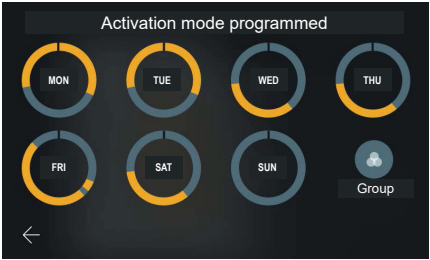 Activation mode programmed
MON
TUE
WED
THU
FRI
SAT
SUN
Group